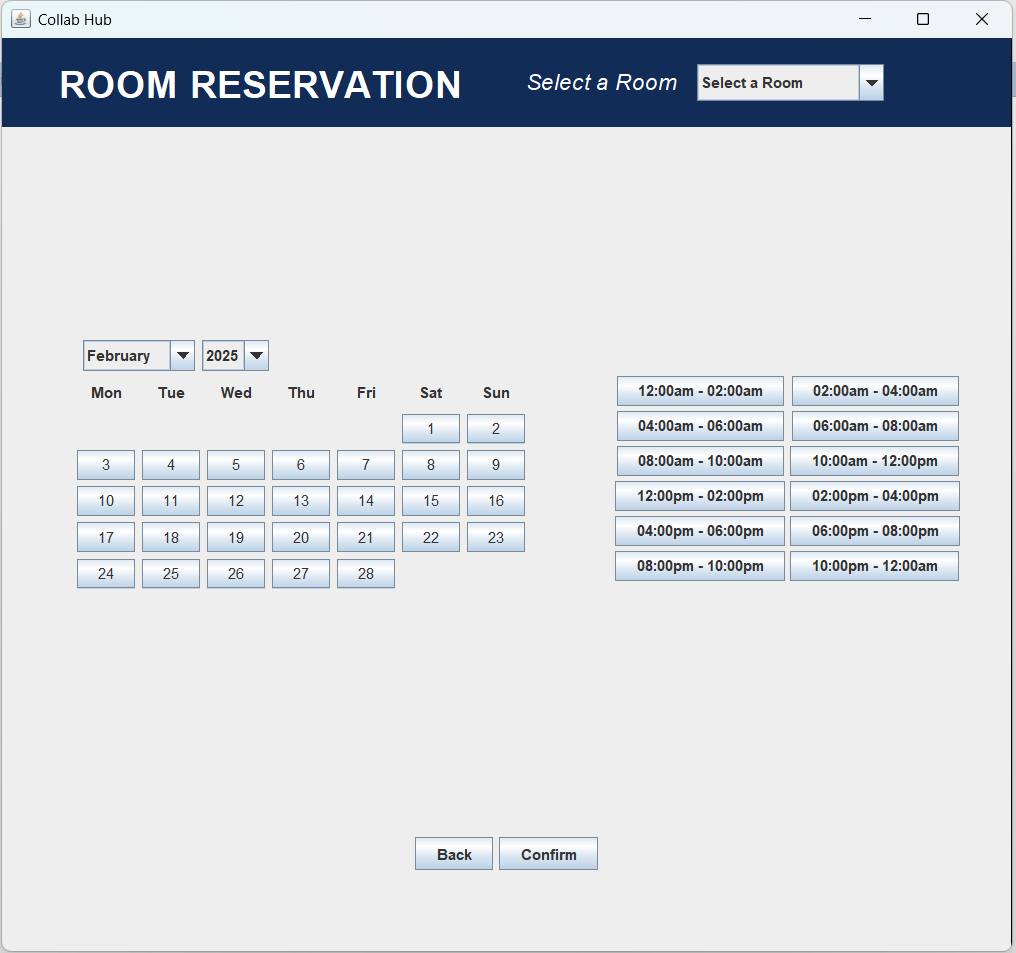 Collab Hub
ROOM RESERVATION Select a Room Select a Room
February 2025
Mon Tue Wed Thu Fri Sat Sun
1 2
3 4 5 6 7 8 9
10 11 12 13 14 15 16
17 18 19 20 21 22 23
24 25 26 27 28
12:00am - 02:00am 02:00am - 04:00am
04:00am - 06:00am 06:00am - 08:00am
08:00am - 10:00am 10:00am - 12:00pm
12:00pm - 02:00pm 02:00pm - 04:00pm
04:00pm - 06:00pm 06:00pm - 08:00pm
08:00pm - 10:00pm 10:00pm - 12:00am
Back Confirm